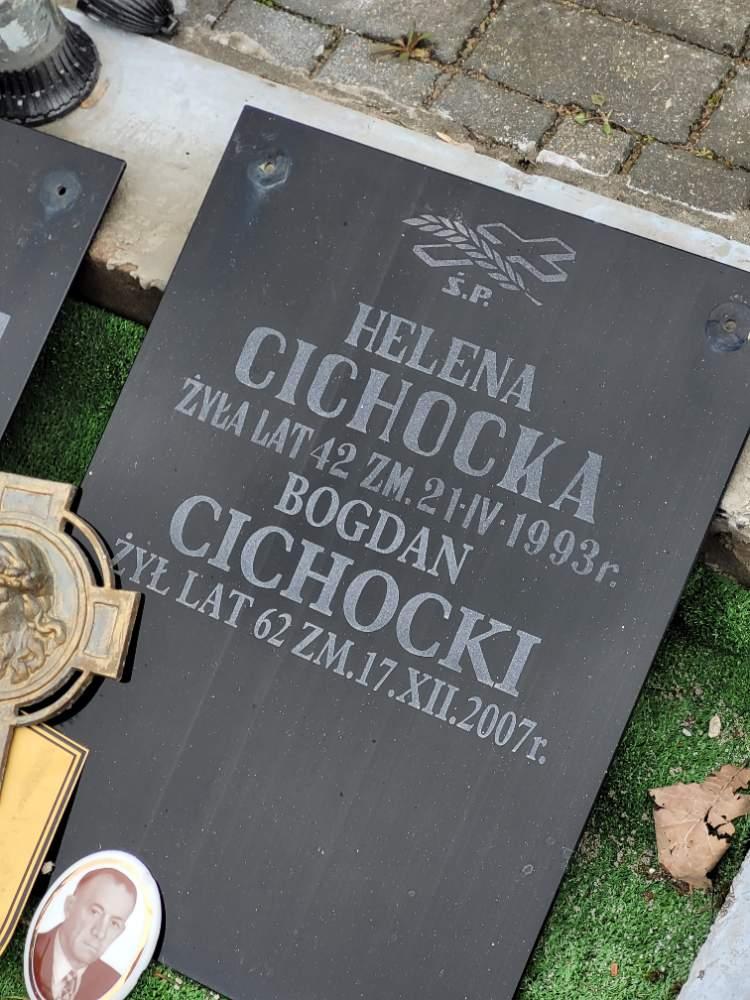 Ś.P.
HELENA
CICHOCKA
ŻYŁA LAT 42 ZM. 21·IV·1993r.
BOGDAN
CICHOCKI
ŻYŁ LAT 62 ZM.17.XII.2007r.